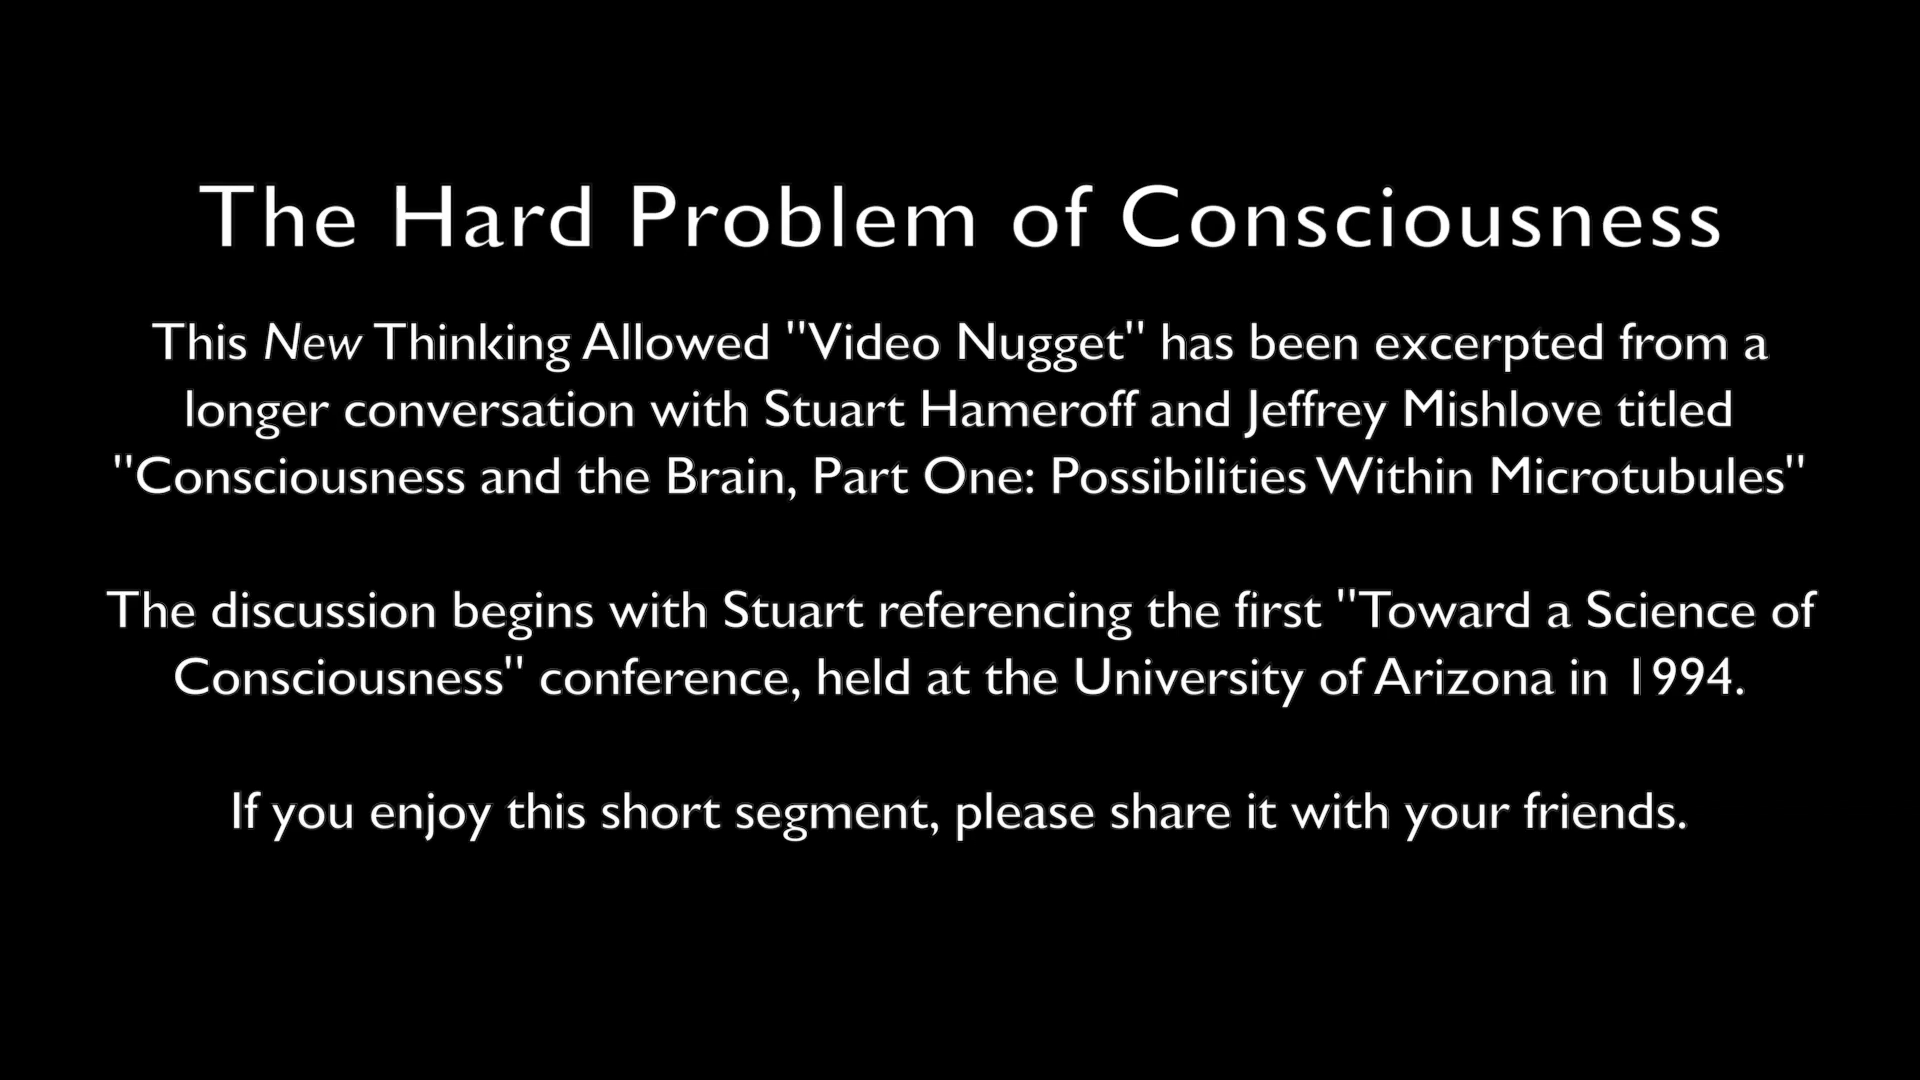 The Hard Problem of Consciousness
This New Thinking Allowed "Video Nugget" has been excerpted from a
longer conversation with Stuart Hameroff and Jeffrey Mishlove titled
"Consciousness and the Brain, Part One: Possibilities Within Microtubules"
The discussion begins with Stuart referencing the first "Toward a Science of
Consciousness" conference, held at the University of Arizona in 1994.
If you enjoy this short segment, please share it with your friends.